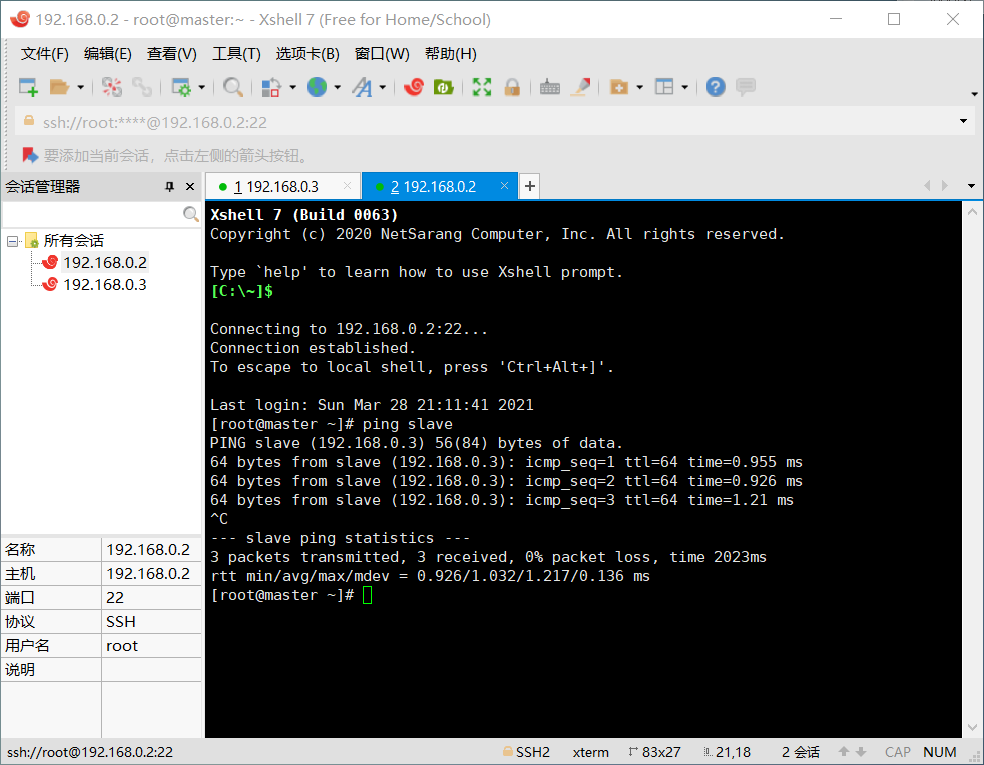 192.168.0.2 - root@master:~ - Xshell 7 (Free for Home/School)
文件(F) 编辑(E) 查看(V) 工具(T) 选项卡(B) 窗口(W) 帮助(H)
ssh://root:****@192.168.0.2:22
要添加当前会话，点击左侧的箭头按钮。
会话管理器
1 192.168.0.3
2 192.168.0.2
所有会话
192.168.0.2
192.168.0.3
名称 192.168.0.2
主机 192.168.0.2
端口 22
协议 SSH
用户名 root
说明
Xshell 7 (Build 0063)
Copyright (c) 2020 NetSarang Computer, Inc. All rights reserved.
Type `help' to learn how to use Xshell prompt.
[C:\~]$
Connecting to 192.168.0.2:22...
Connection established.
To escape to local shell, press 'Ctrl+Alt+]'.
Last login: Sun Mar 28 21:11:41 2021
[root@master ~]# ping slave
PING slave (192.168.0.3) 56(84) bytes of data.
64 bytes from slave (192.168.0.3): icmp_seq=1 ttl=64 time=0.955 ms
64 bytes from slave (192.168.0.3): icmp_seq=2 ttl=64 time=0.926 ms
64 bytes from slave (192.168.0.3): icmp_seq=3 ttl=64 time=1.21 ms
^C
--- slave ping statistics ---
3 packets transmitted, 3 received, 0% packet loss, time 2023ms
rtt min/avg/max/mdev = 0.926/1.032/1.217/0.136 ms
[root@master ~]#
ssh://root@192.168.0.2:22 SSH2 xterm 83x27 21,18 2 会话 CAP NUM